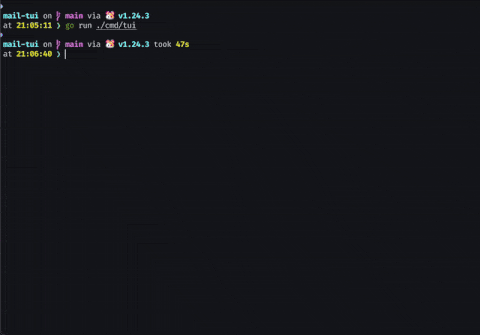 mail-tui on main via v1.24.3
at 21:05:11 ❯ go run ./cmd/tui
mail-tui on main via v1.24.3 took 47s
at 21:06:40 ❯